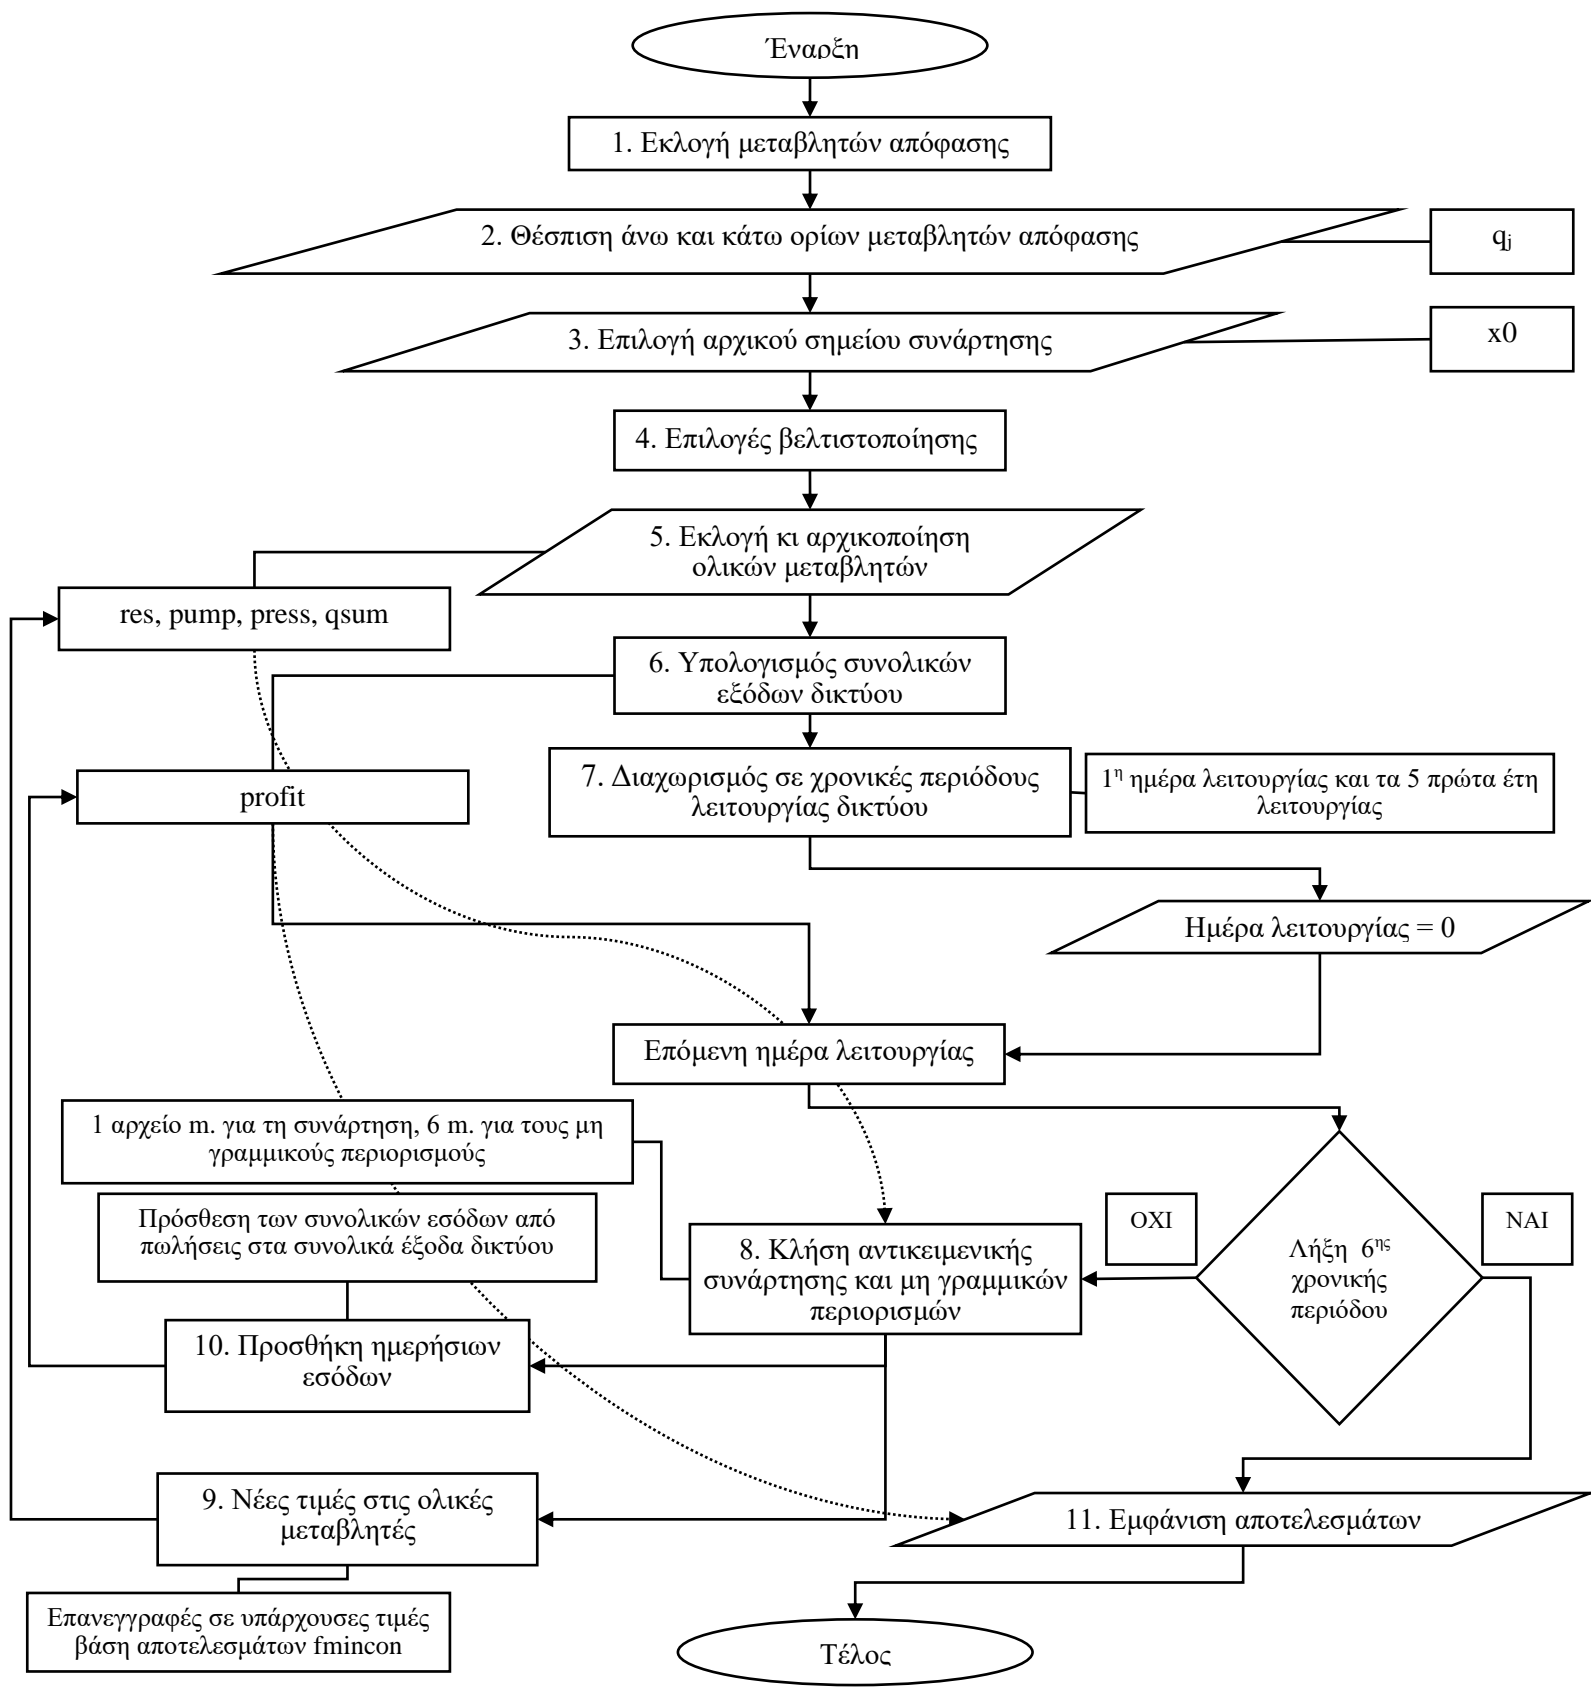 Έναρξη
1. Εκλογή μεταβλητών απόφασης
2. Θέσπιση άνω και κάτω ορίων μεταβλητών απόφασης
qj
3. Επιλογή αρχικού σημείου συνάρτησης
x0
4. Επιλογές βελτιστοποίησης
5. Εκλογή κι αρχικοποίηση
ολικών μεταβλητών
res, pump, press, qsum
6. Υπολογισμός συνολικών
εξόδων δικτύου
7. Διαχωρισμός σε χρονικές περιόδους
λειτουργίας δικτύου
1η ημέρα λειτουργίας και τα 5 πρώτα έτη
λειτουργίας
profit
Ημέρα λειτουργίας = 0
Επόμενη ημέρα λειτουργίας
1 αρχείο m. για τη συνάρτηση, 6 m. για τους μη
γραμμικούς περιορισμούς
Πρόσθεση των συνολικών εσόδων από
πωλήσεις στα συνολικά έξοδα δικτύου
8. Κλήση αντικειμενικής
συνάρτησης και μη γραμμικών
περιορισμών
ΟΧΙ
ΝΑΙ
Λήξη 6ης
χρονικής
περιόδου
10. Προσθήκη ημερήσιων
εσόδων
9. Νέες τιμές στις ολικές
μεταβλητές
11. Εμφάνιση αποτελεσμάτων
Επανεγγραφές σε υπάρχουσες τιμές
βάση αποτελεσμάτων fmincon
Τέλος